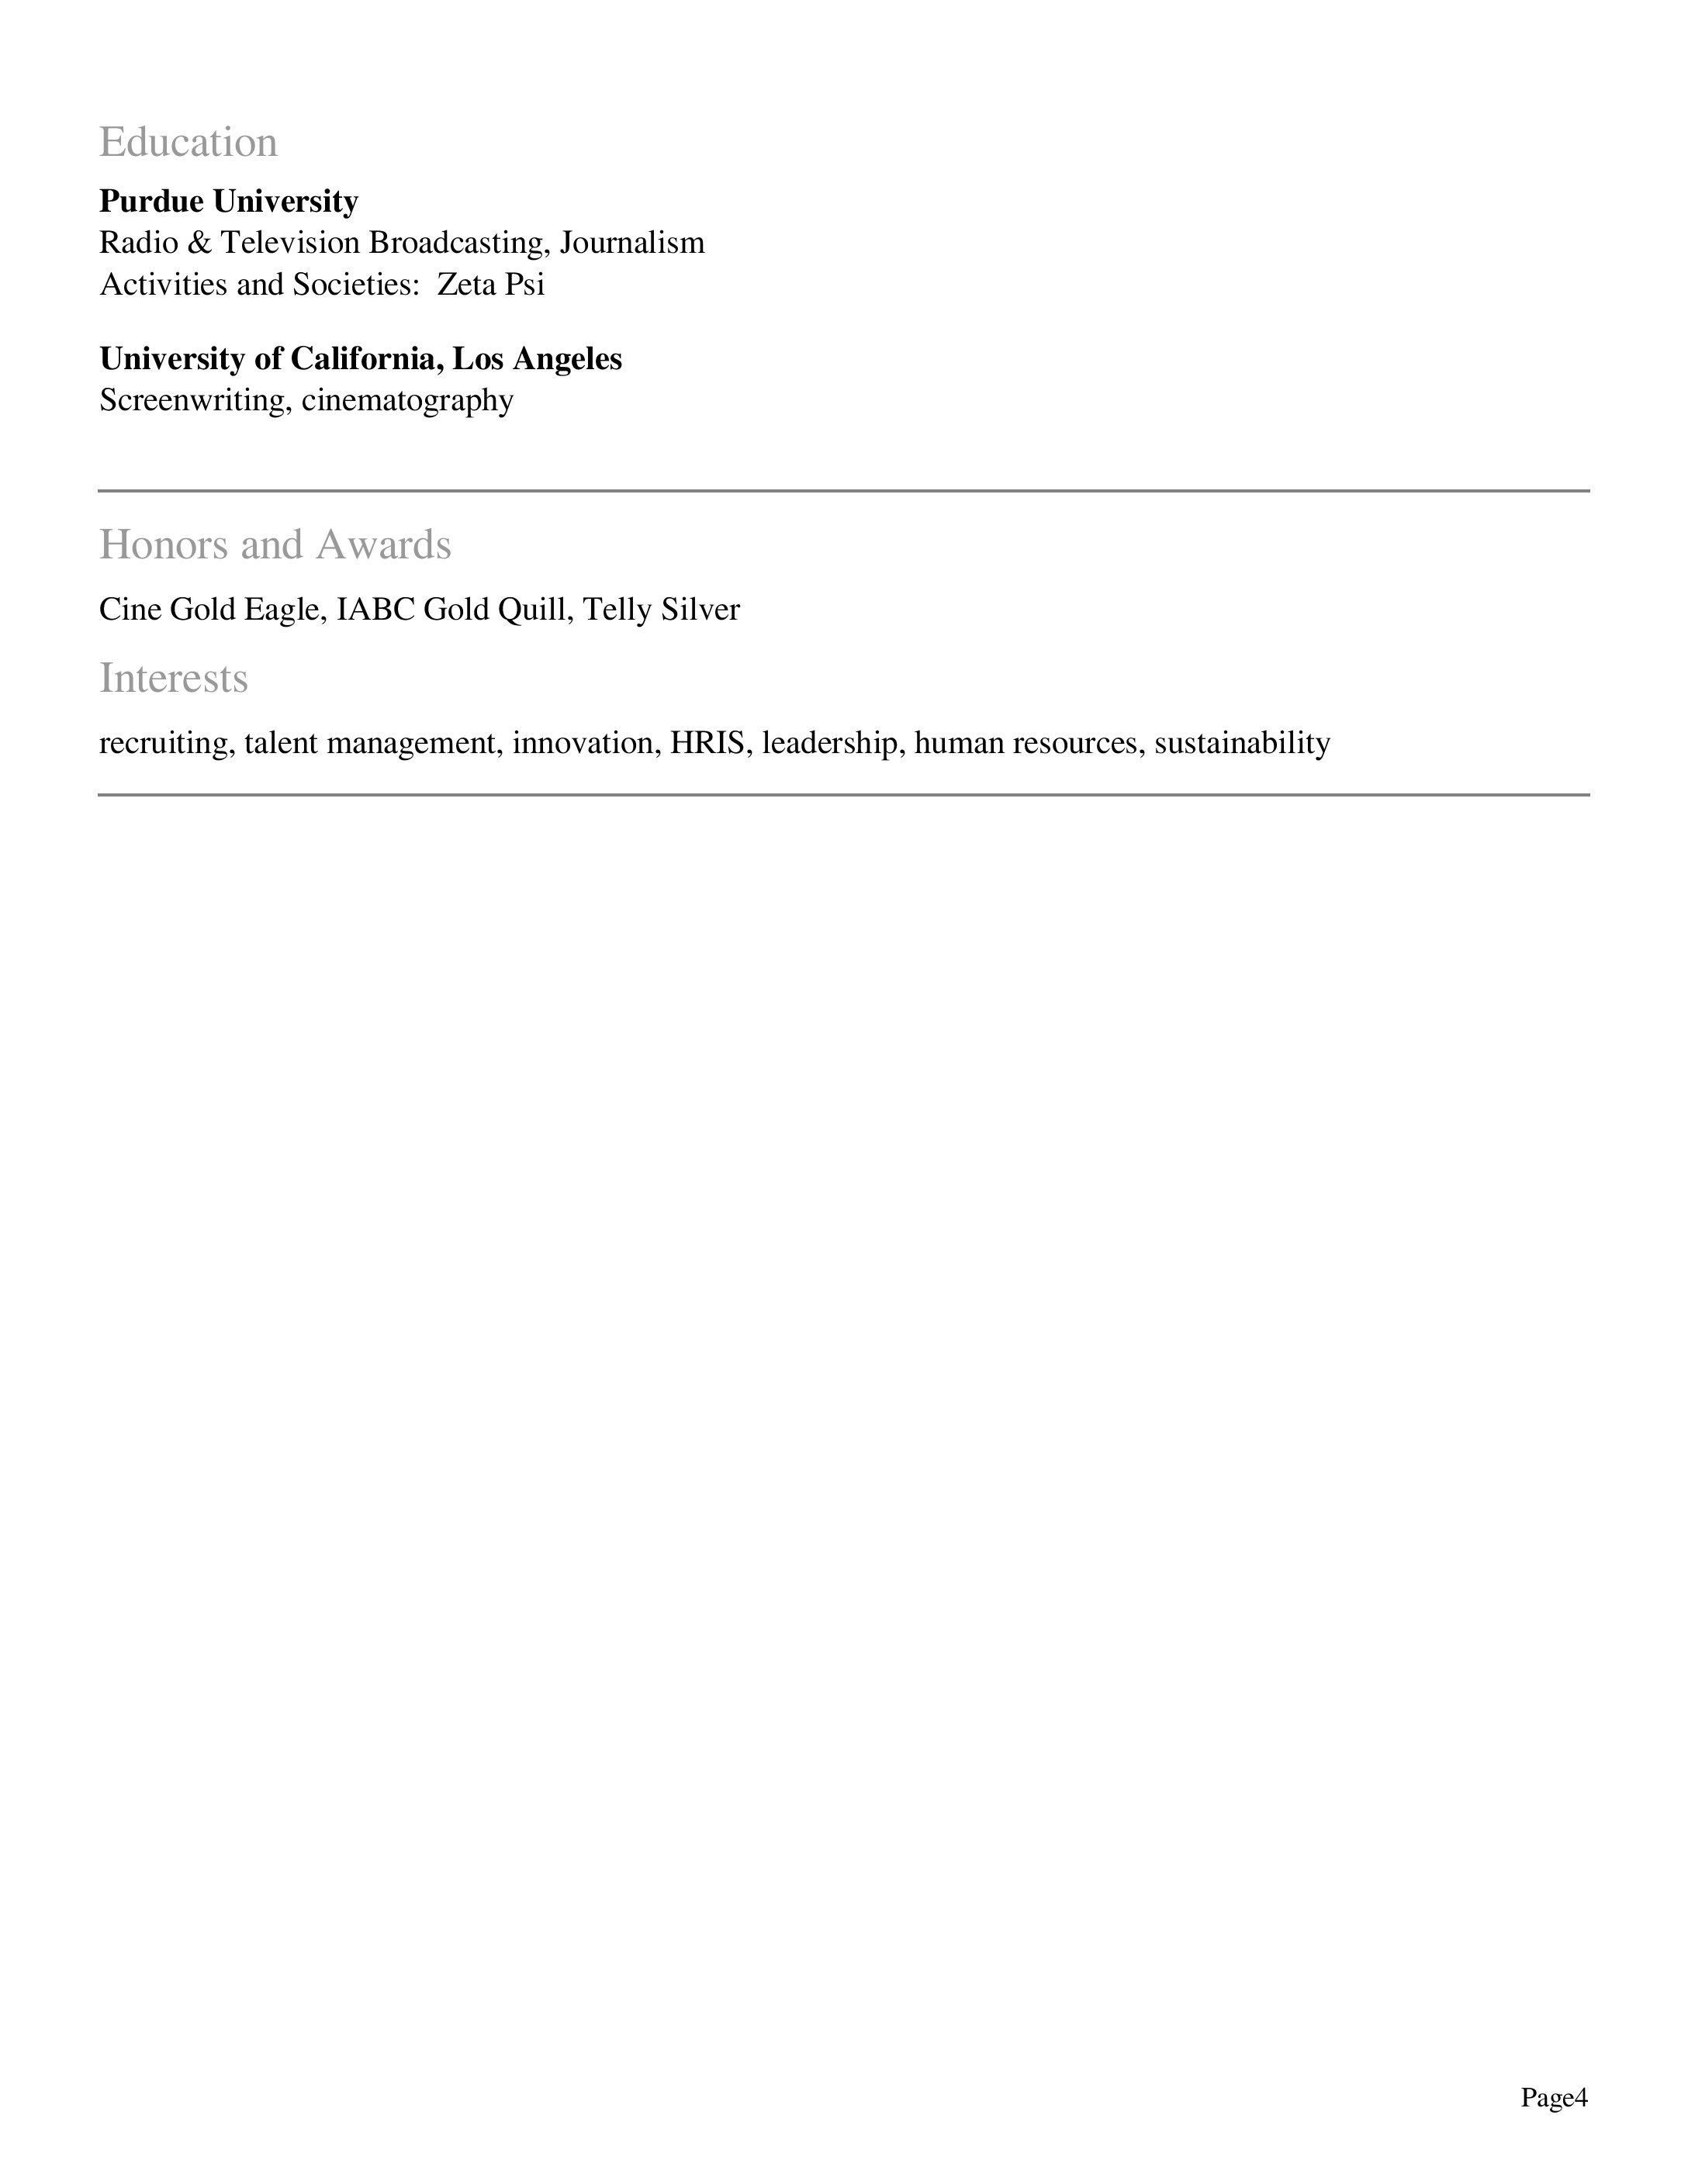 Education
Purdue University
Radio & Television Broadcasting, Journalism
Activities and Societies:  Zeta Psi
University of California, Los Angeles
Screenwriting, cinematography
Honors and Awards
Cine Gold Eagle, IABC Gold Quill, Telly Silver
Interests
recruiting, talent management, innovation, HRIS, leadership, human resources, sustainability
Page4